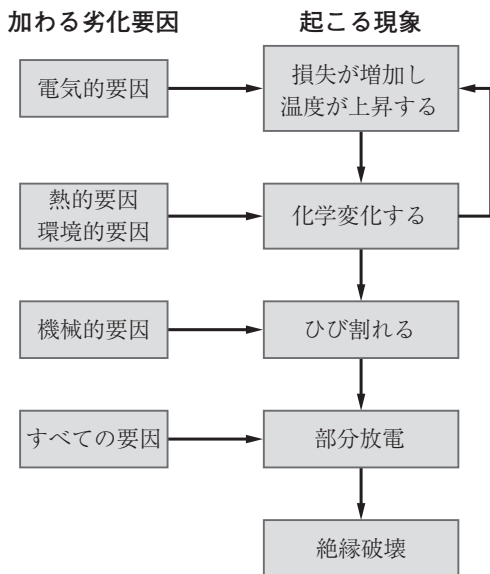 加わる劣化要因
起こる現象
電気的要因
損失が増加し
温度が上昇する
熱的要因
環境的要因
化学変化する
機械的要因
ひび割れる
すべての要因
部分放電
絶縁破壊